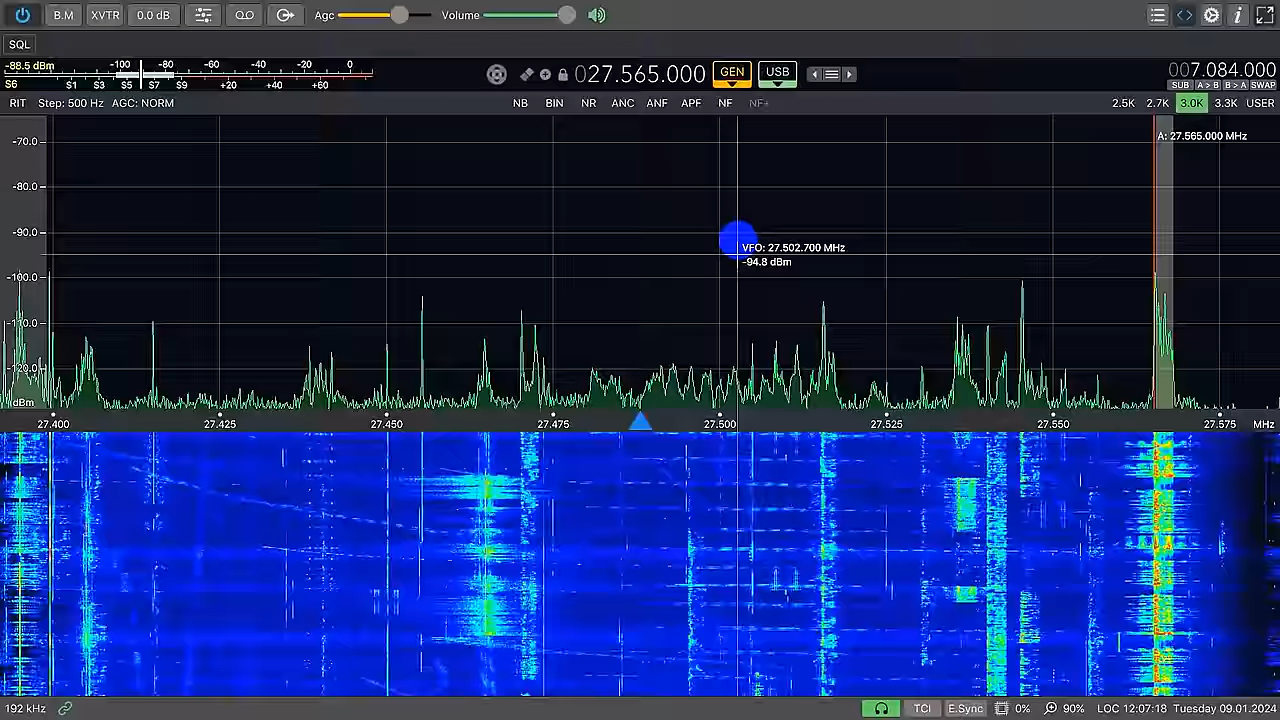 B.M XVTR 0.0 dB Agc Volume
SQL
-88.5 dBm -100 -80 -60 -40 -20 0
S1 S3 S5 S7 S9 +20 +40 +60
027.565.000 GEN USB 007.084.000
SUB A > B B > A SWAP
RIT Step: 500 Hz AGC: NORM NB BIN NR ANC ANF APF NF NF+ 2.5K 2.7K 3.0K 3.3K USER
A: 27.565.000 MHz
-70.0
-80.0
-90.0
VFO: 27.502.700 MHz
-94.8 dBm
-100.0
-110.0
-120.0
dBm
27.400 27.425 27.450 27.475 27.500 27.525 27.550 27.575 MHz
192 kHz TCI E.Sync 0% 90% LOC 12:07:18 Tuesday 09.01.2024